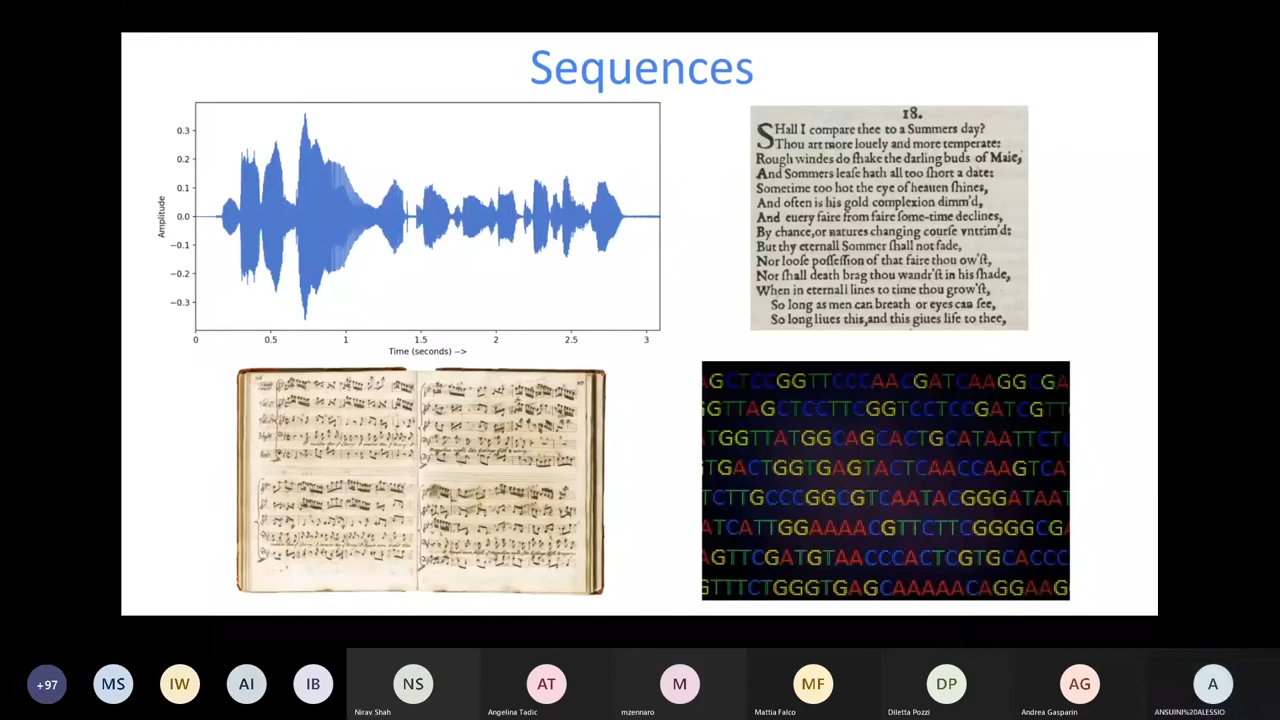 Sequences
0.3
0.2
0.1
0.0
−0.1
−0.2
−0.3
Amplitude
0
0.5
1
1.5
2
2.5
3
Time (seconds) -->
18.
SHall I compare thee to a Summers day?
Thou art more louely and more temperate:
Rough windes do ſhake the darling buds of Maie,
And Sommers leaſe hath all too ſhort a date:
Sometime too hot the eye of heauen ſhines,
And often is his gold complexion dimm'd,
And euery faire from faire ſome-time declines,
By chance, or natures changing courſe vntrim'd:
But thy eternall Sommer ſhall not fade,
Nor looſe poſſeſſion of that faire thou ow'ſt,
Nor ſhall death brag thou wandr'ſt in his ſhade,
When in eternall lines to time thou grow'ſt,
So long as men can breath or eyes can ſee,
So long liues this, and this giues life to thee,
AGCTCCGGTTCCCAACGATCAAGGCGA
GGTTAGCTCCTTCGGTCCTCCGATCGTT
TGGTTATGGCAGCACTGCATAATTCTC
TGACTGGTGAGTACTCAACCAAGTCA
TCTTGCCCGGCGTCAATACGGGATAAT
ATCATTGGAAAACGTTCTTCGGGGCGA
AGTTCGATGTAACCCACTCGTGCACCC
GTTTCTGGGTGAGCAAAAACAGGAAG
+97
MS
IW
AI
IB
NS
Nirav Shah
AT
Angelina Tadic
M
mzennaro
MF
Mattia Falco
DP
Diletta Pozzi
AG
Andrea Gasparin
A
ANSUINI%20ALESSIO